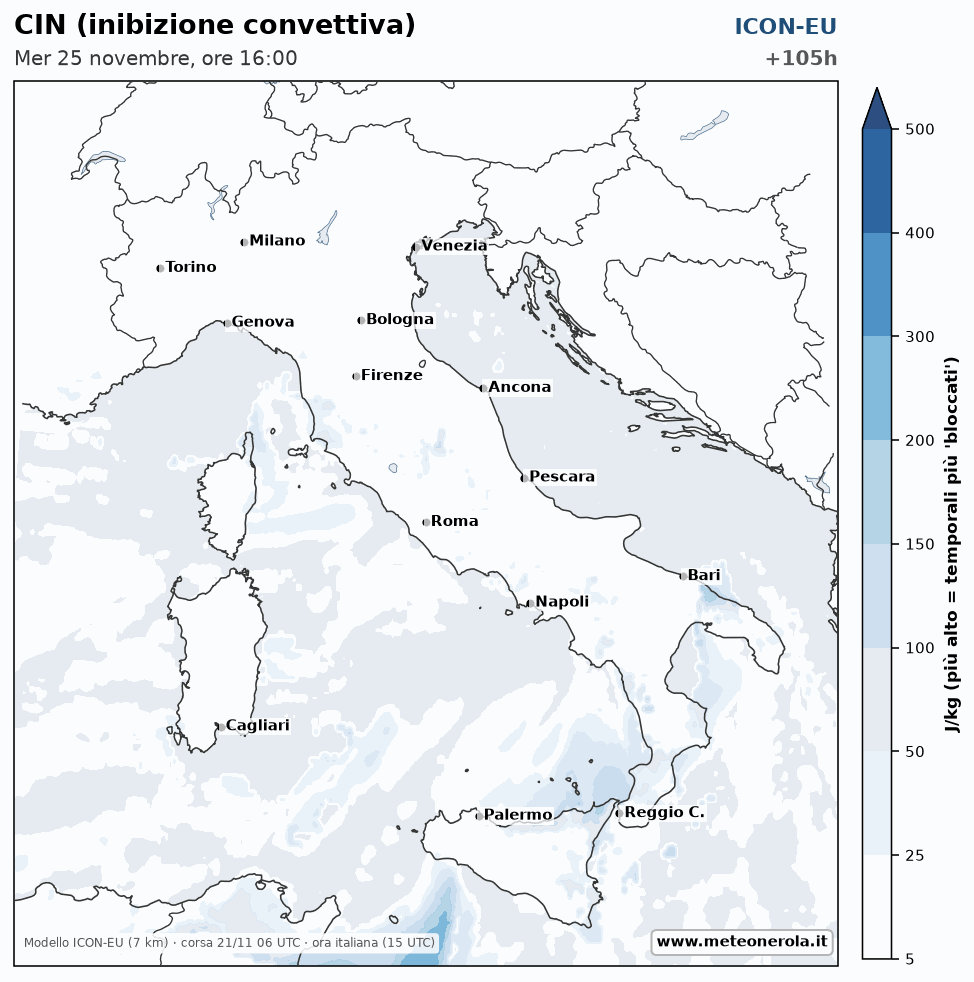 CIN (inibizione convettiva)
ICON-EU
Mer 25 novembre, ore 16:00
+105h
Milano
Venezia
Torino
Genova
Bologna
Firenze
Ancona
Pescara
Roma
Bari
Napoli
Cagliari
Palermo
Reggio C.
Modello ICON-EU (7 km) · corsa 21/11 06 UTC · ora italiana (15 UTC)
www.meteonerola.it
500
400
300
200
150
100
50
25
5
J/kg (più alto = temporali più 'bloccati')